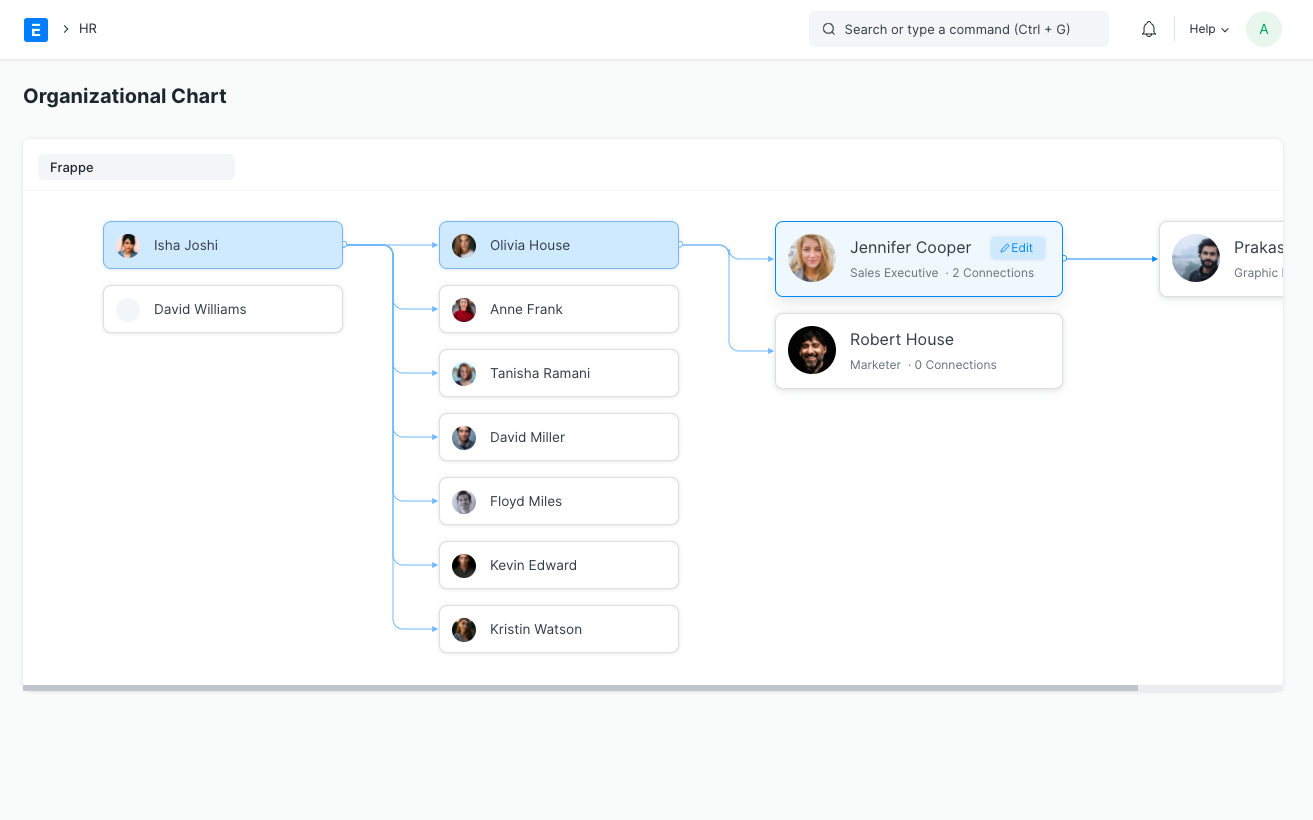 E
HR
Search or type a command (Ctrl + G)
Help
A
Organizational Chart
Frappe
Isha Joshi
David Williams
Olivia House
Anne Frank
Tanisha Ramani
David Miller
Floyd Miles
Kevin Edward
Kristin Watson
Jennifer Cooper
Edit
Sales Executive · 2 Connections
Robert House
Marketer · 0 Connections
Prakas
Graphic